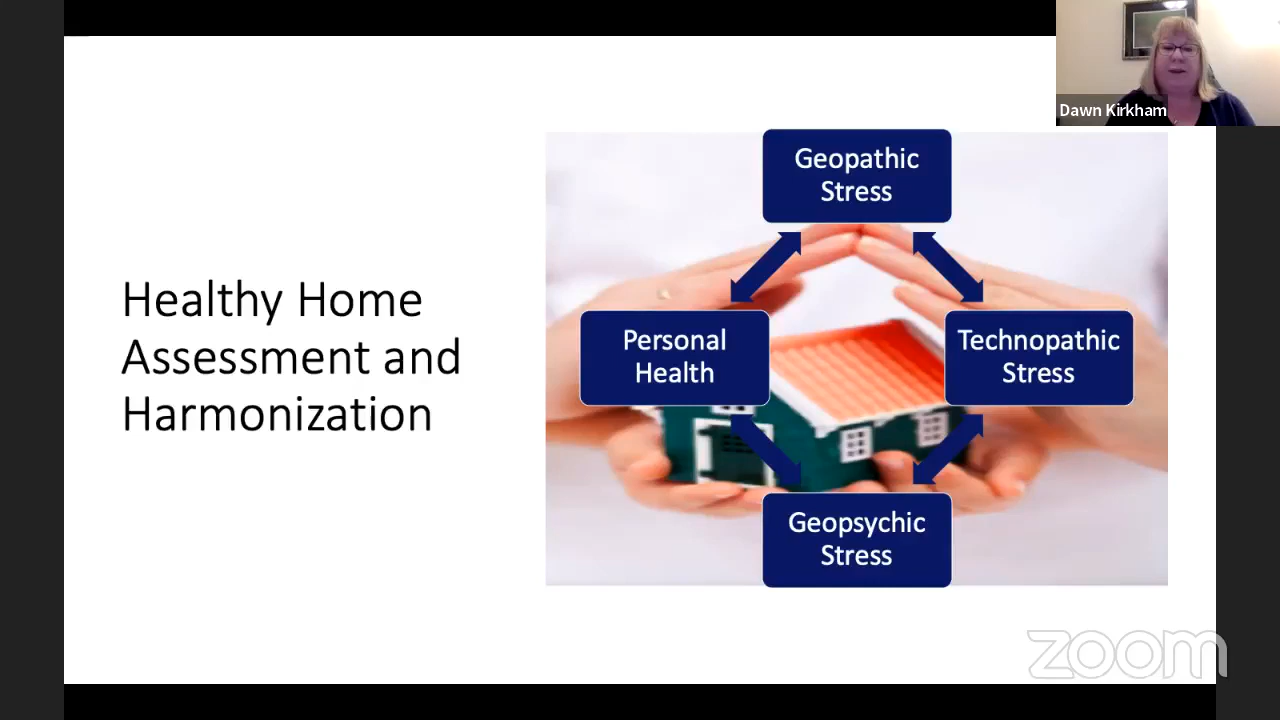 Dawn Kirkham
Healthy Home
Assessment and
Harmonization
Geopathic
Stress
Personal
Health
Technopathic
Stress
Geopsychic
Stress
zoom